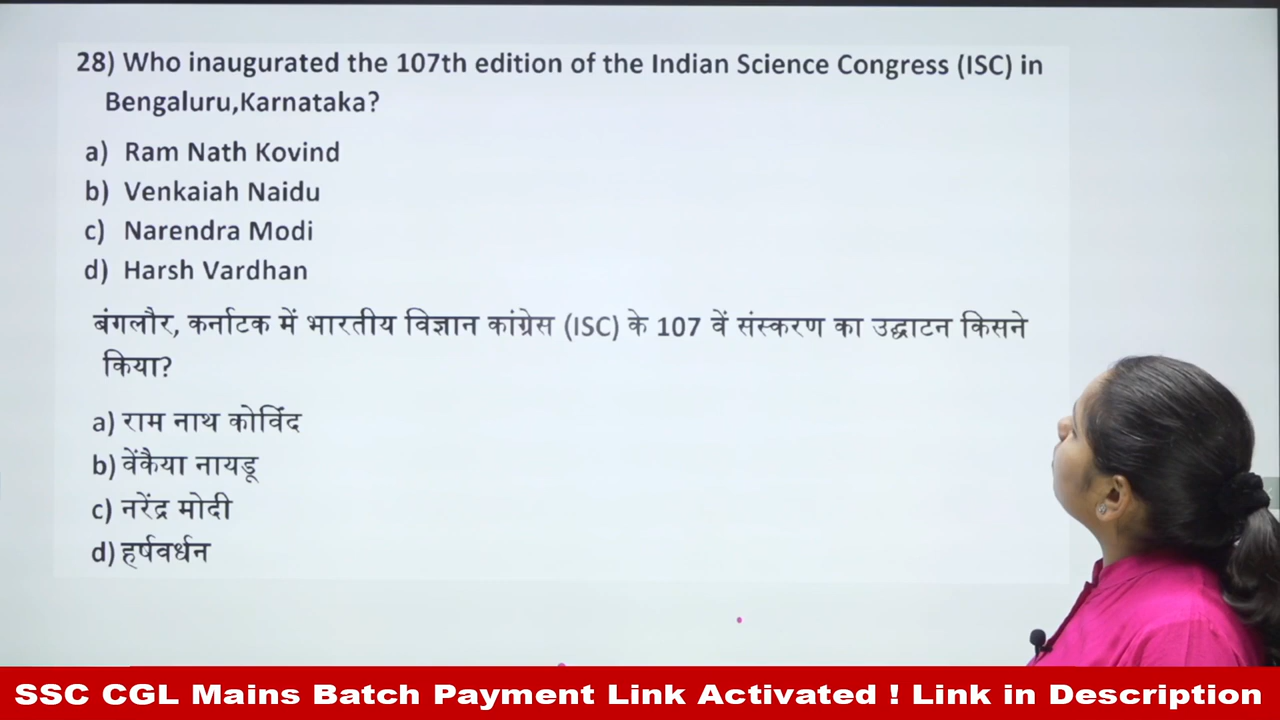 28) Who inaugurated the 107th edition of the Indian Science Congress (ISC) in
Bengaluru,Karnataka?
a) Ram Nath Kovind
b) Venkaiah Naidu
c) Narendra Modi
d) Harsh Vardhan
बंगलौर, कर्नाटक में भारतीय विज्ञान कांग्रेस (ISC) के 107 वें संस्करण का उद्घाटन किसने
किया?
a) राम नाथ कोविंद
b) वेंकैया नायडू
c) नरेंद्र मोदी
d) हर्षवर्धन
SSC CGL Mains Batch Payment Link Activated ! Link in Description